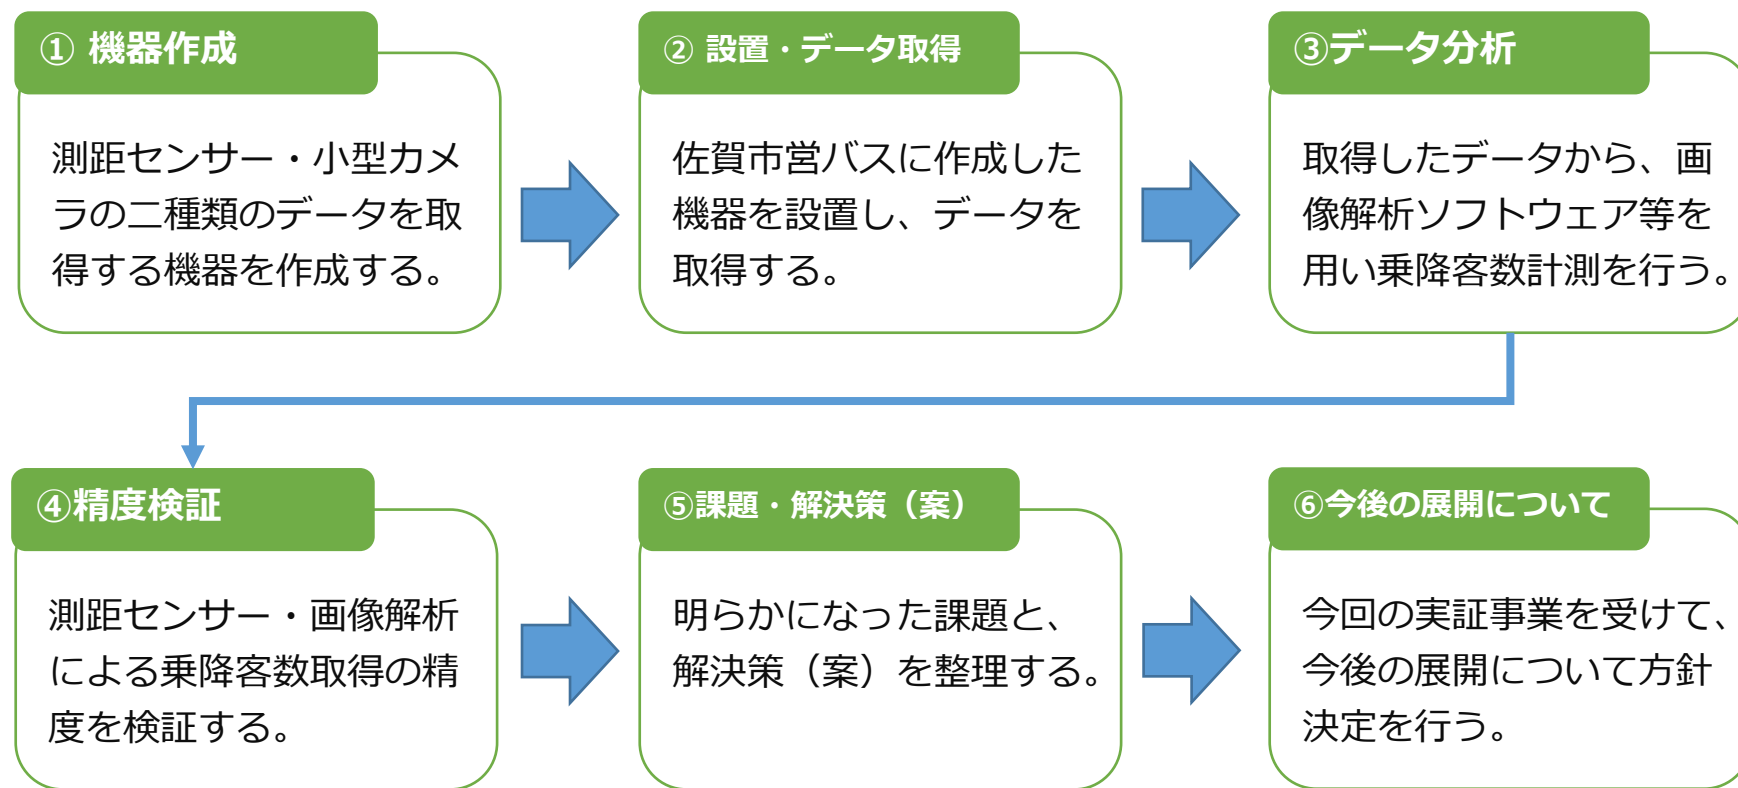 ① 機器作成
測距センサー・小型カメ
ラの二種類のデータを取
得する機器を作成する。
② 設置・データ取得
佐賀市営バスに作成した
機器を設置し、データを
取得する。
③データ分析
取得したデータから、画
像解析ソフトウェア等を
用い乗降客数計測を行う。
④精度検証
測距センサー・画像解析
による乗降客数取得の精
度を検証する。
⑤課題・解決策（案）
明らかになった課題と、
解決策（案）を整理する。
⑥今後の展開について
今回の実証事業を受けて、
今後の展開について方針
決定を行う。